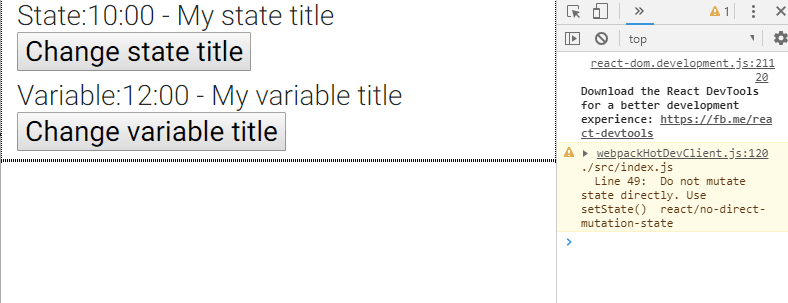 State:10:00 - My state title
Change state title
Variable:12:00 - My variable title
Change variable title
1
top
react-dom.development.js:211
20
Download the React DevTools
for a better development
experience: https://fb.me/rea
ct-devtools
webpackHotDevClient.js:120
./src/index.js
Line 49:  Do not mutate
state directly. Use
setState()  react/no-direct-
mutation-state